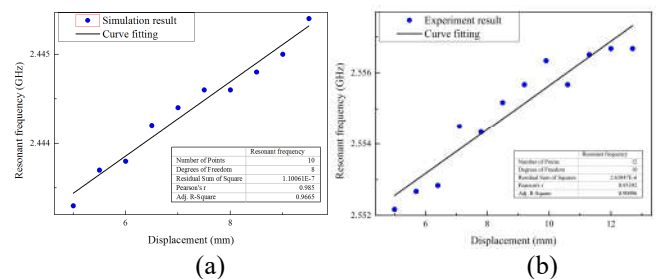 Simulation result
Curve fitting
2.445
2.444
Resonant frequency (GHz)
Resonant frequency
Number of Points 10
Degrees of Freedom 8
Residual Sum of Square 1.10061E-7
Pearson's r 0.985
Adj. R-Square 0.9665
6 8
Displacement (mm)
(a)
Experiment result
Curve fitting
2.556
2.554
2.552
Resonant frequency (GHz)
Resonant frequency
Number of Points 12
Degrees of Freedom 10
Residual Sum of Squares
Pearson's r
Adj. R-Square
6 8 10 12
Displacement (mm)
(b)